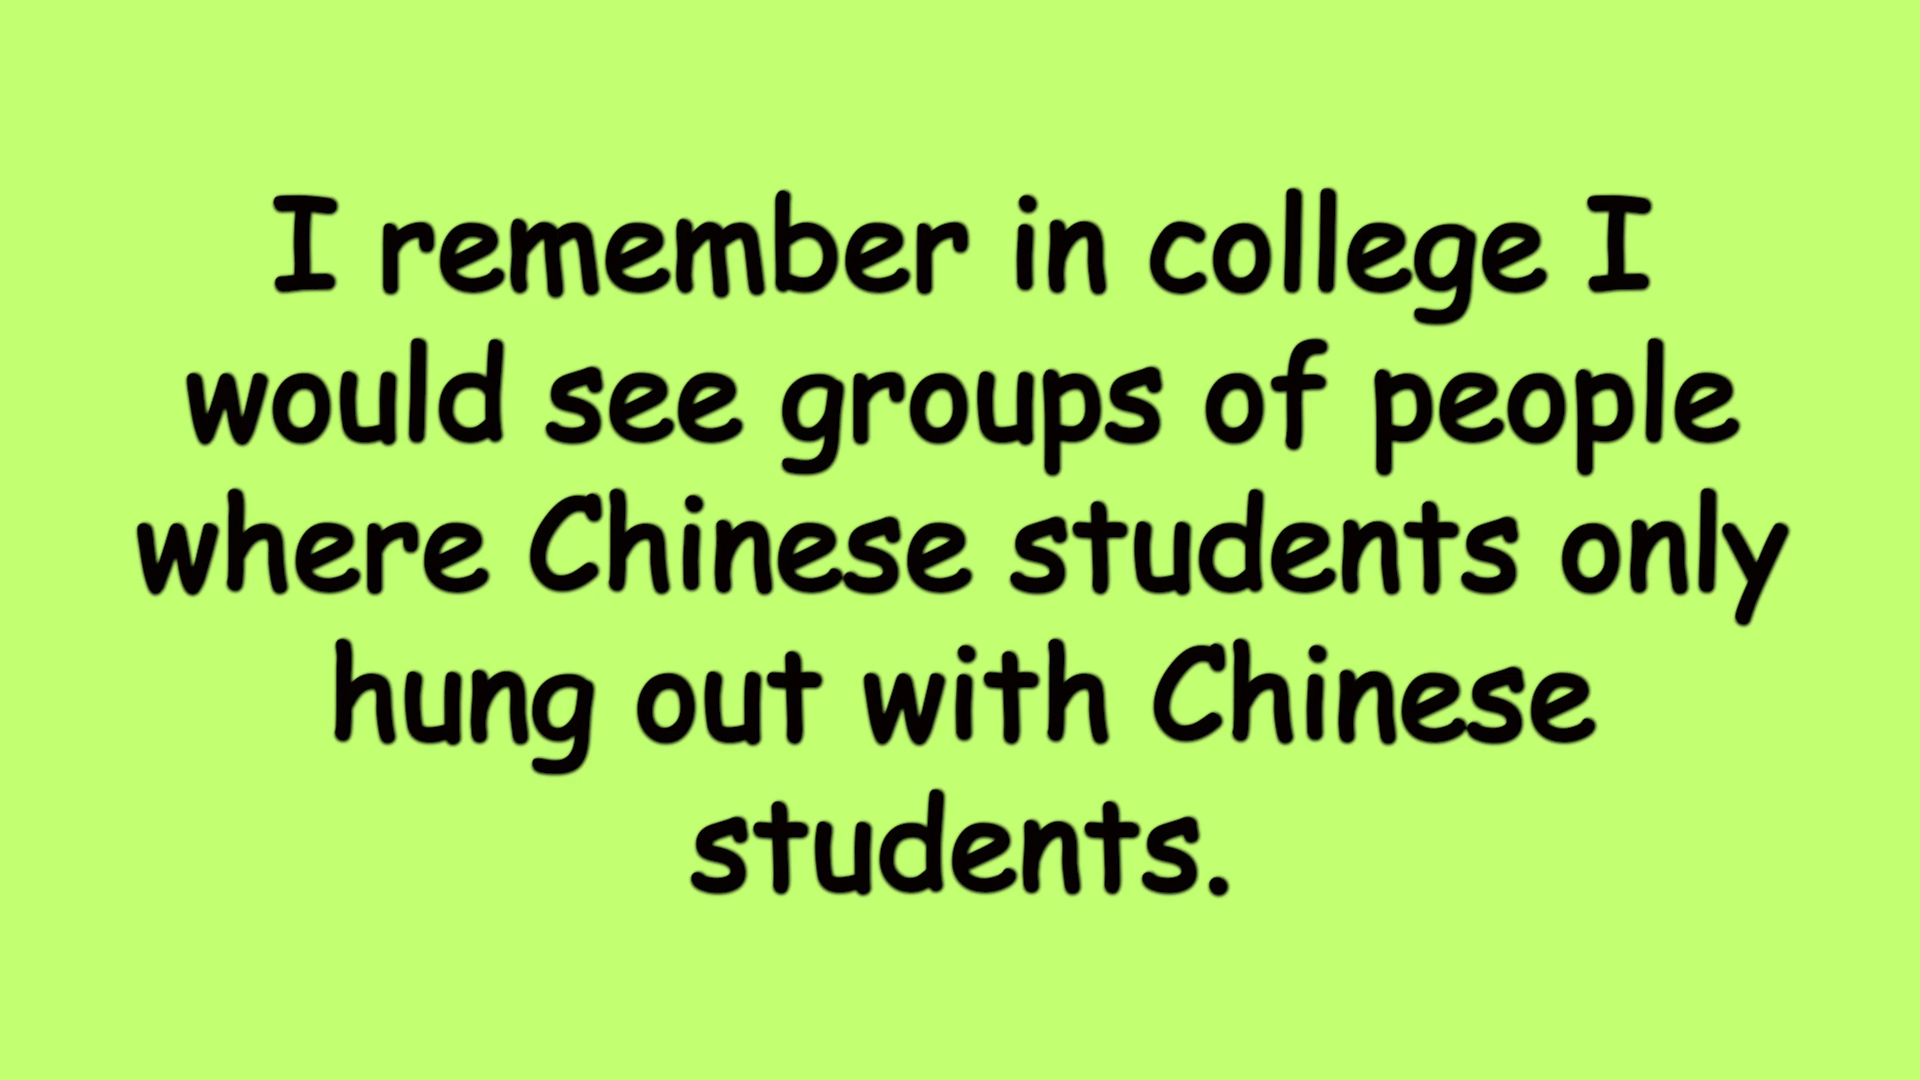 I remember in college I
would see groups of people
where Chinese students only
hung out with Chinese
students.